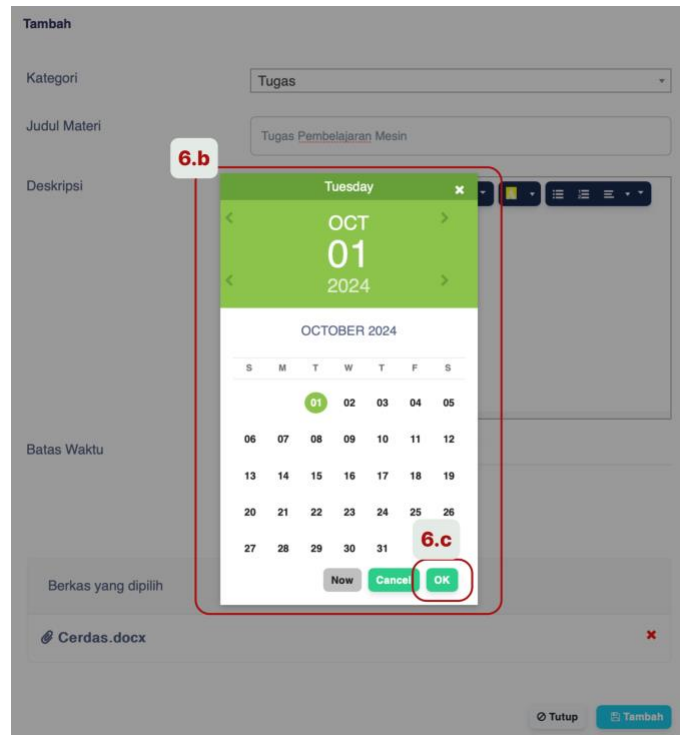 Tambah
Kategori
Tugas
Judul Materi
Tugas Pembelajaran Mesin
6.b
Deskripsi
Tuesday
OCT
01
2024
OCTOBER 2024
S M T W T F S
01 02 03 04 05
06 07 08 09 10 11 12
Batas Waktu
13 14 15 16 17 18 19
20 21 22 23 24 25 26
27 28 29 30 31
6.c
Now Cancel OK
Berkas yang dipilih
Cerdas.docx
Tutup Tambah